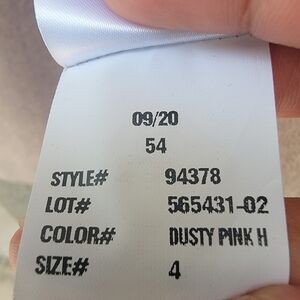 09/20
54
STYLE# 94378
LOT# 565431-02
COLOR# DUSTY PINK H
SIZE# 4